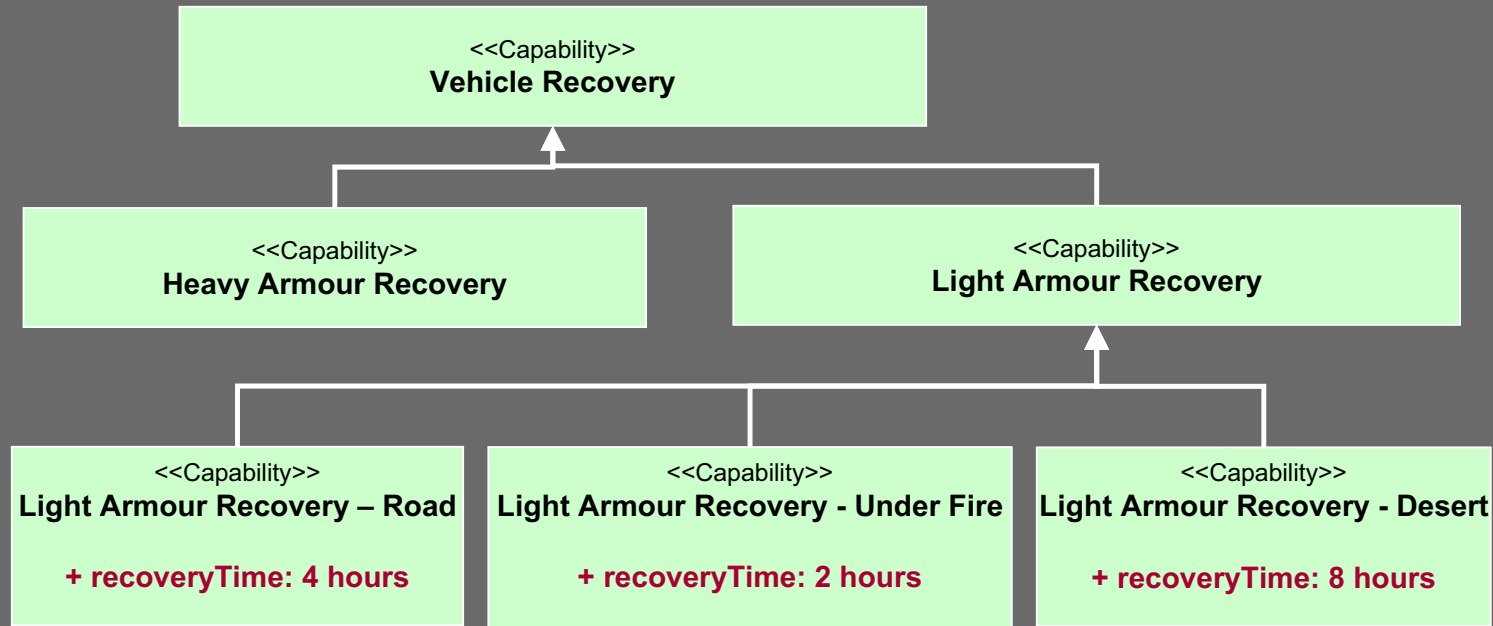 <<Capability>>
Vehicle Recovery
<<Capability>>
Heavy Armour Recovery
<<Capability>>
Light Armour Recovery
<<Capability>>
Light Armour Recovery – Road
+ recoveryTime: 4 hours
<<Capability>>
Light Armour Recovery - Under Fire
+ recoveryTime: 2 hours
<<Capability>>
Light Armour Recovery - Desert
+ recoveryTime: 8 hours